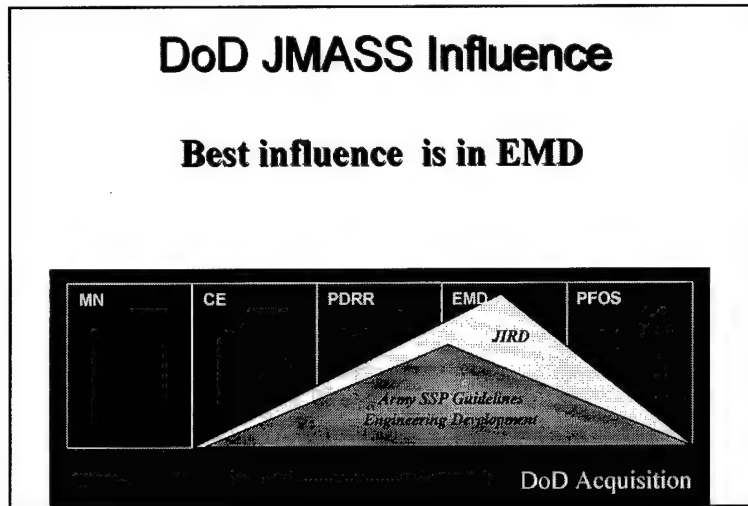 DoD JMASS Influence
Best influence is in EMD
MN CE PDRR EMD PFOS
JIRD
Army SSP Guidelines
Engineering Devglopment
DoD Acquisition